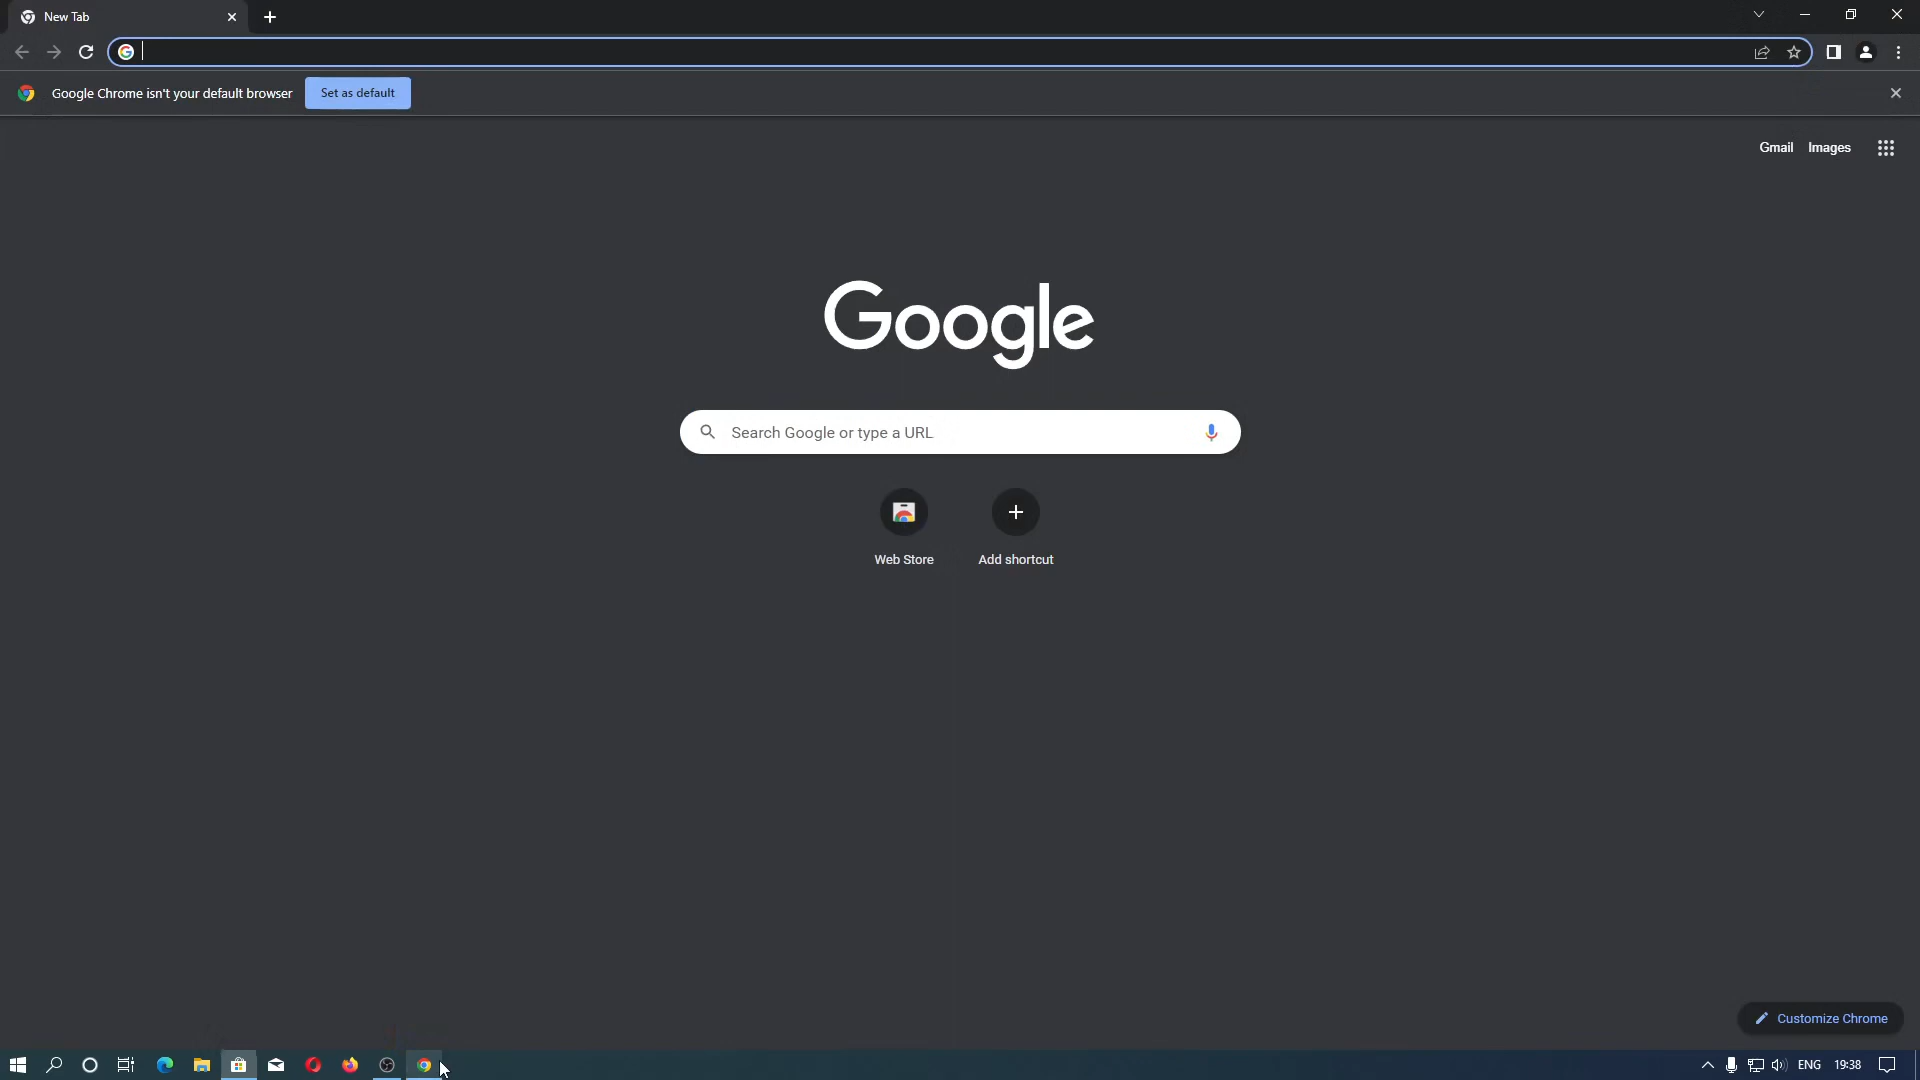 New Tab
Google Chrome isn't your default browser
Set as default
Gmail
Images
Google
Search Google or type a URL
Web Store
Add shortcut
Customize Chrome
ENG
19:38